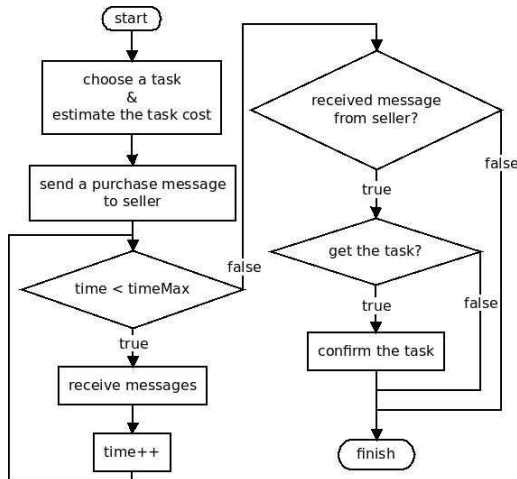 start
choose a task
&
estimate the task cost
send a purchase message
to seller
time < timeMax
false
true
receive messages
time++
received message
from seller?
false
true
get the task?
false
true
confirm the task
finish